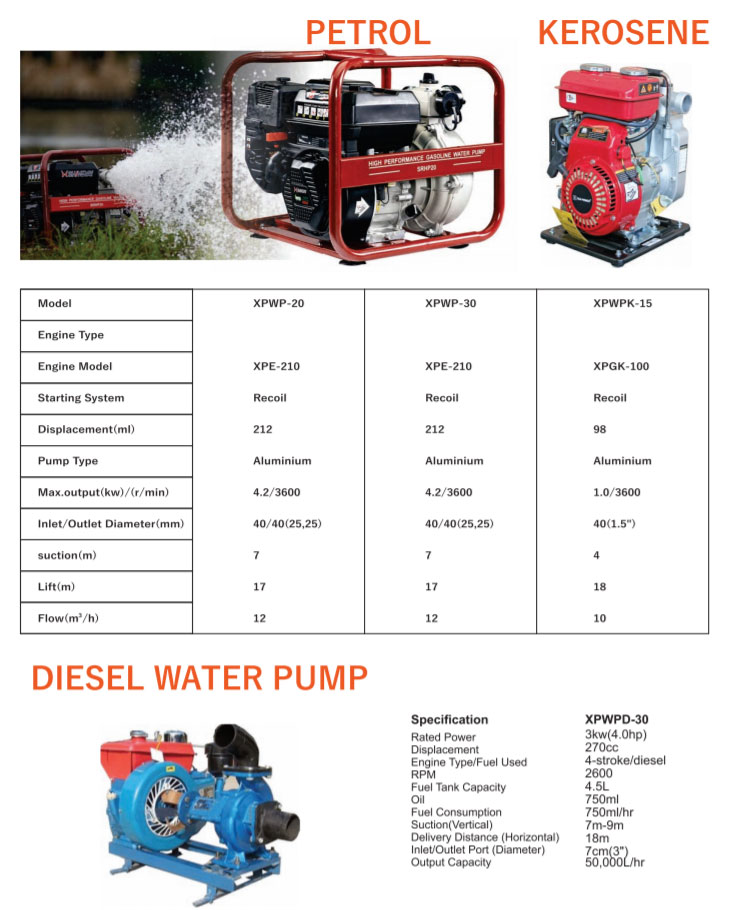 PETROL KEROSENE
HIGH PERFORMANCE GASOLINE WATER PUMP
SRHP20
Model XPWP-20 XPWP-30 XPWPK-15
Engine Type
Engine Model XPE-210 XPE-210 XPGK-100
Starting System Recoil Recoil Recoil
Displacement(ml) 212 212 98
Pump Type Aluminium Aluminium Aluminium
Max.output(kw)/(r/min) 4.2/3600 4.2/3600 1.0/3600
Inlet/Outlet Diameter(mm) 40/40(25,25) 40/40(25,25) 40(1.5")
suction(m) 7 7 4
Lift(m) 17 17 18
Flow(m³/h) 12 12 10
DIESEL WATER PUMP
Specification XPWPD-30
Rated Power 3kw(4.0hp)
Displacement 270cc
Engine Type/Fuel Used 4-stroke/diesel
RPM 2600
Fuel Tank Capacity 4.5L
Oil 750ml
Fuel Consumption 750ml/hr
Suction(Vertical) 7m-9m
Delivery Distance (Horizontal) 18m
Inlet/Outlet Port (Diameter) 7cm(3")
Output Capacity 50,000L/hr